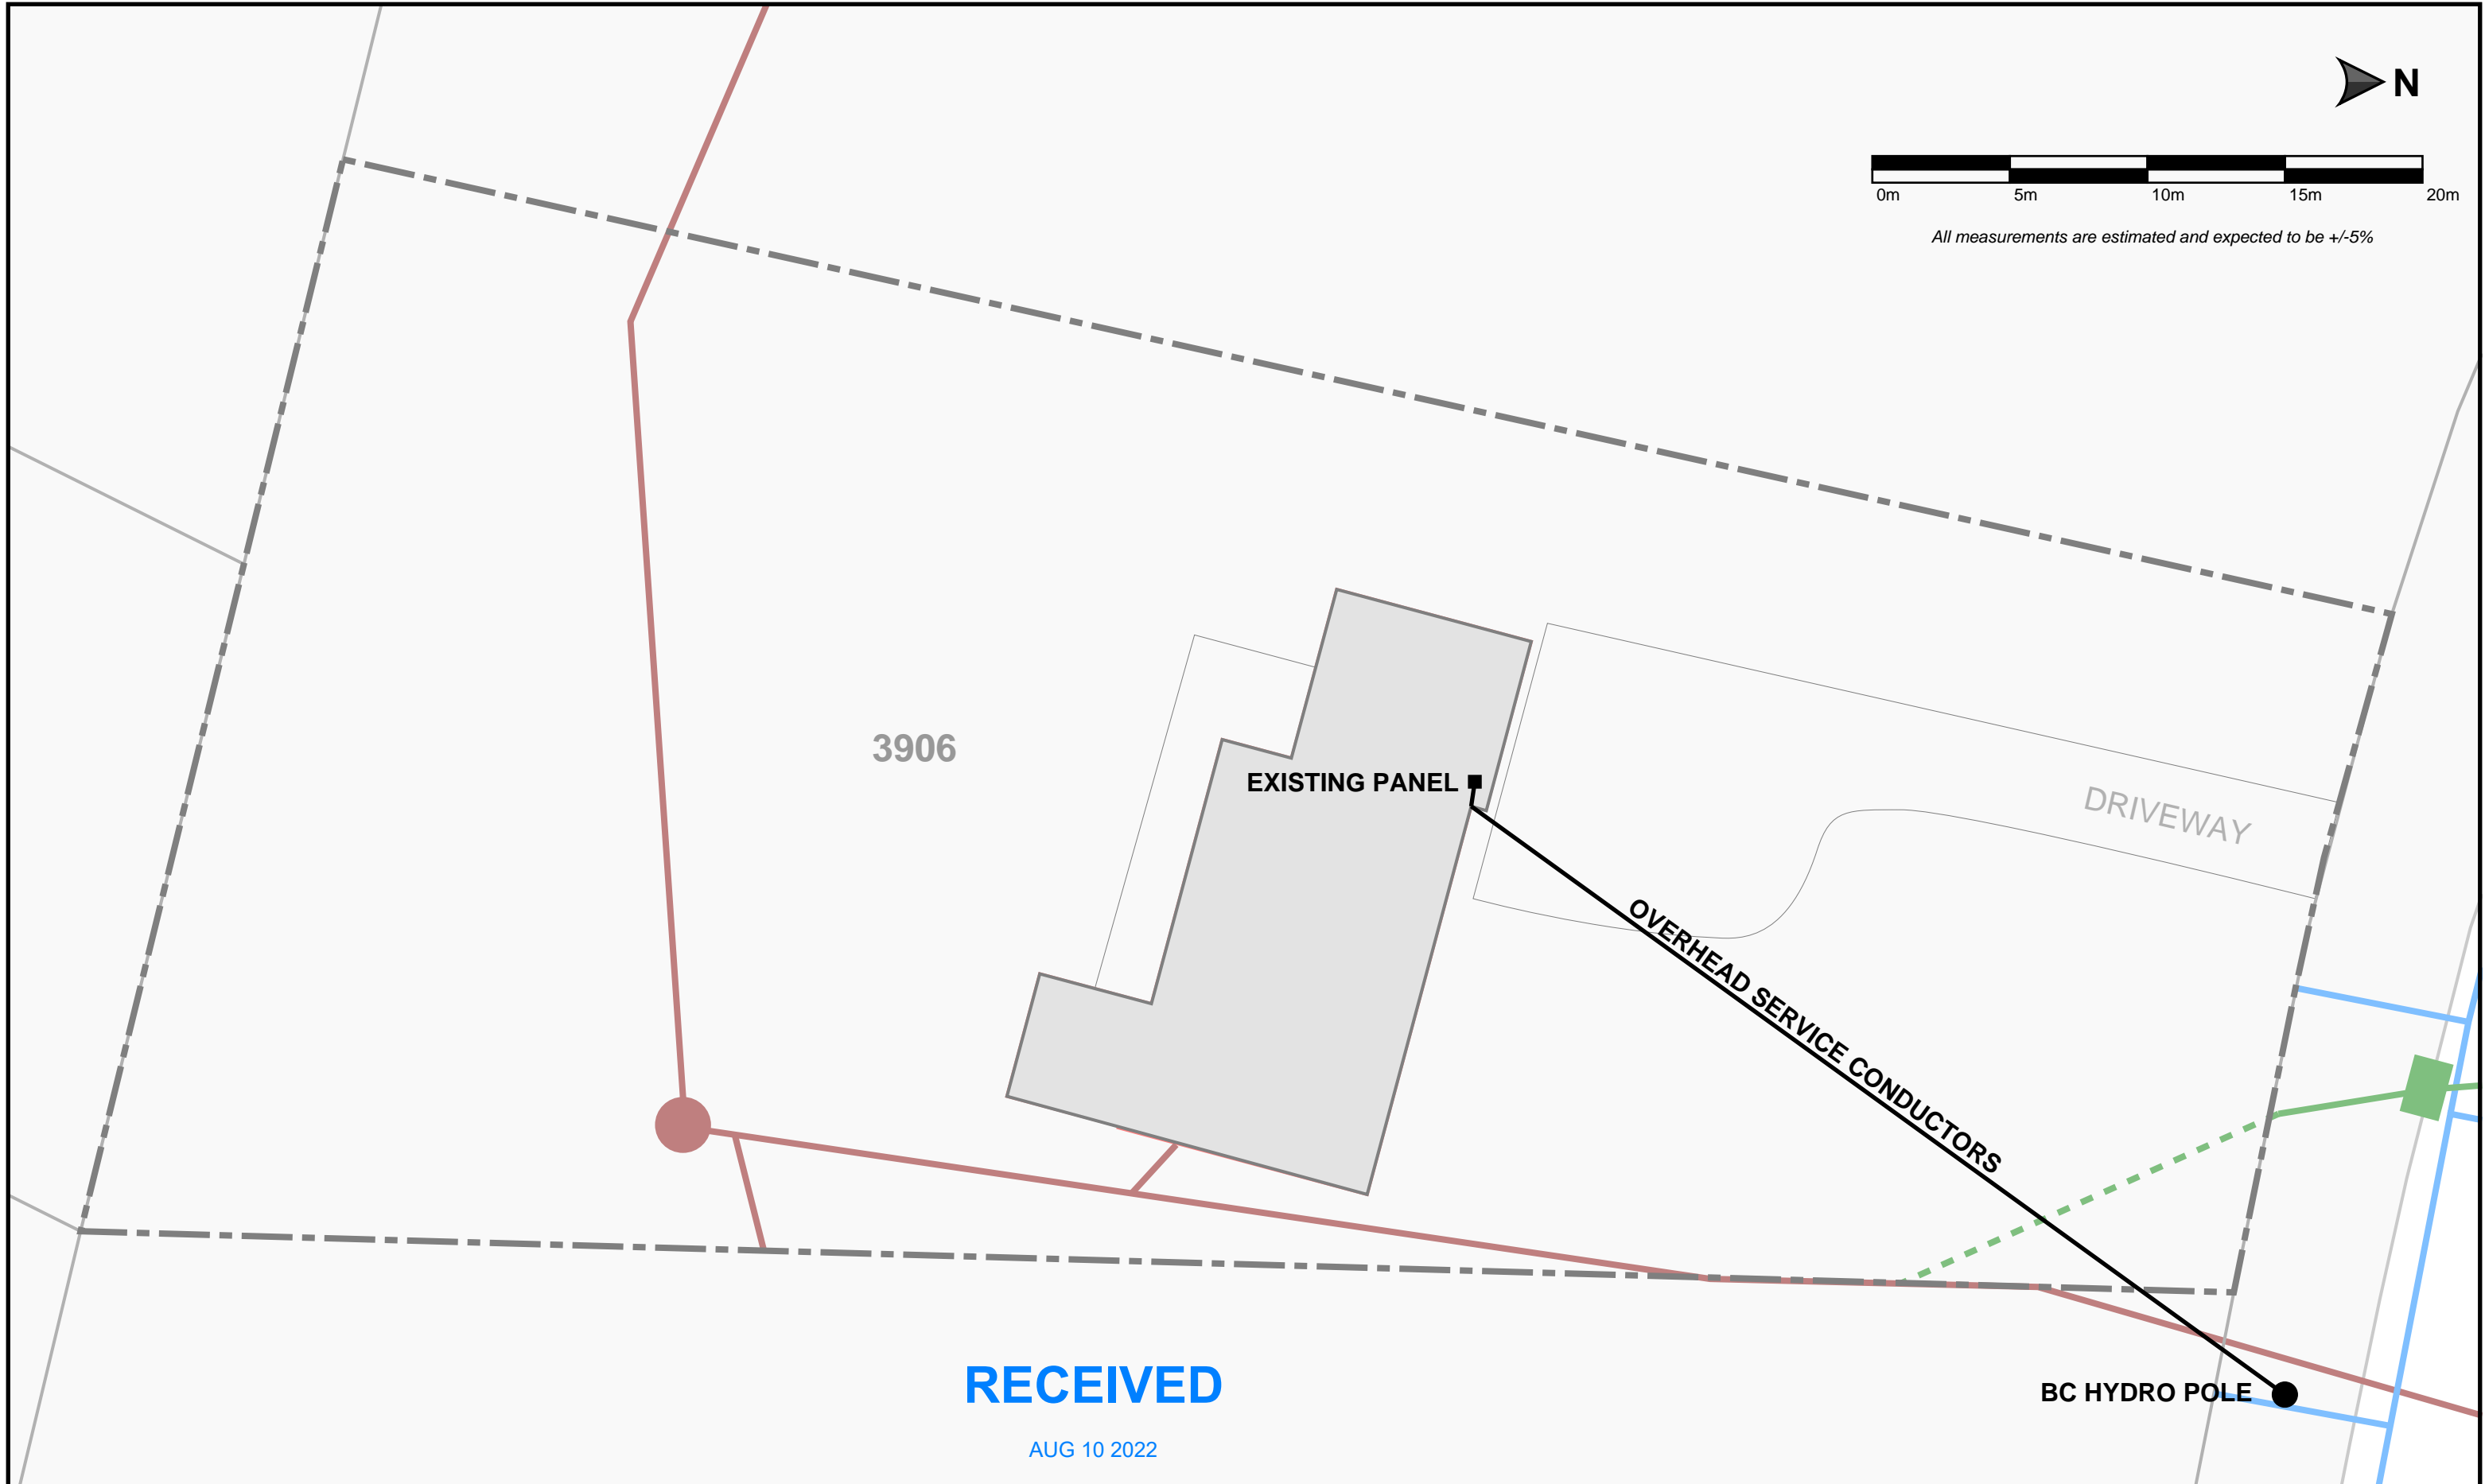 N
0m 5m 10m 15m 20m
All measurements are estimated and expected to be +/-5%
3906
EXISTING PANEL
DRIVEWAY
OVERHEAD SERVICE CONDUCTORS
RECEIVED
BC HYDRO POLE
AUG 10 2022